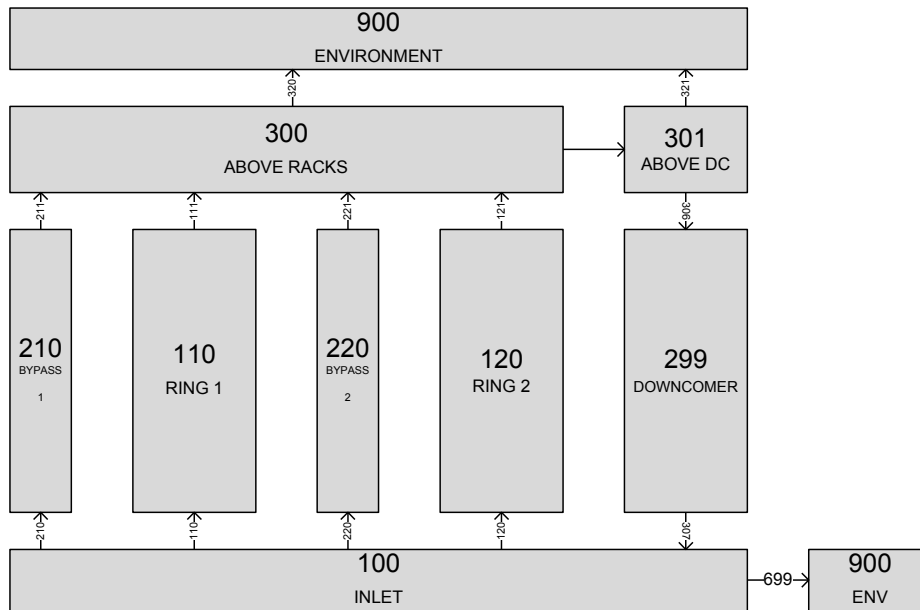 900
ENVIRONMENT
320
321
300
ABOVE RACKS
301
ABOVE DC
211
111
221
121
306
210
BYPASS
1
110
RING 1
220
BYPASS
2
120
RING 2
299
DOWNCOMER
210
110
220
120
307
100
INLET
699
900
ENV